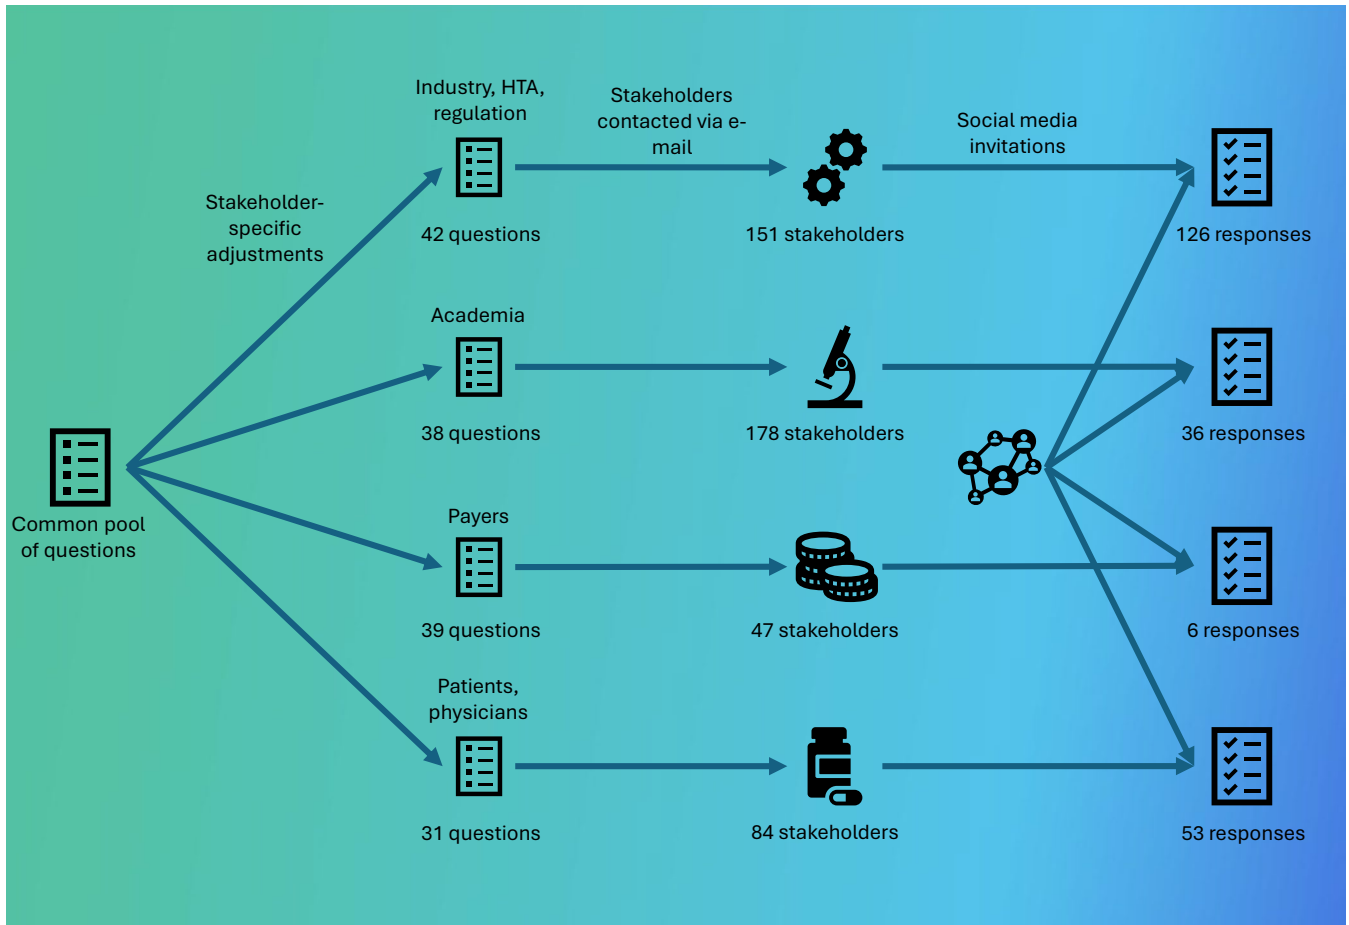 Industry, HTA,
regulation
Stakeholders
contacted via e-
mail
Social media
invitations
Stakeholder-
specific
adjustments
42 questions
151 stakeholders
126 responses
Academia
38 questions
178 stakeholders
36 responses
Common pool
of questions
Payers
39 questions
47 stakeholders
6 responses
Patients,
physicians
31 questions
84 stakeholders
53 responses